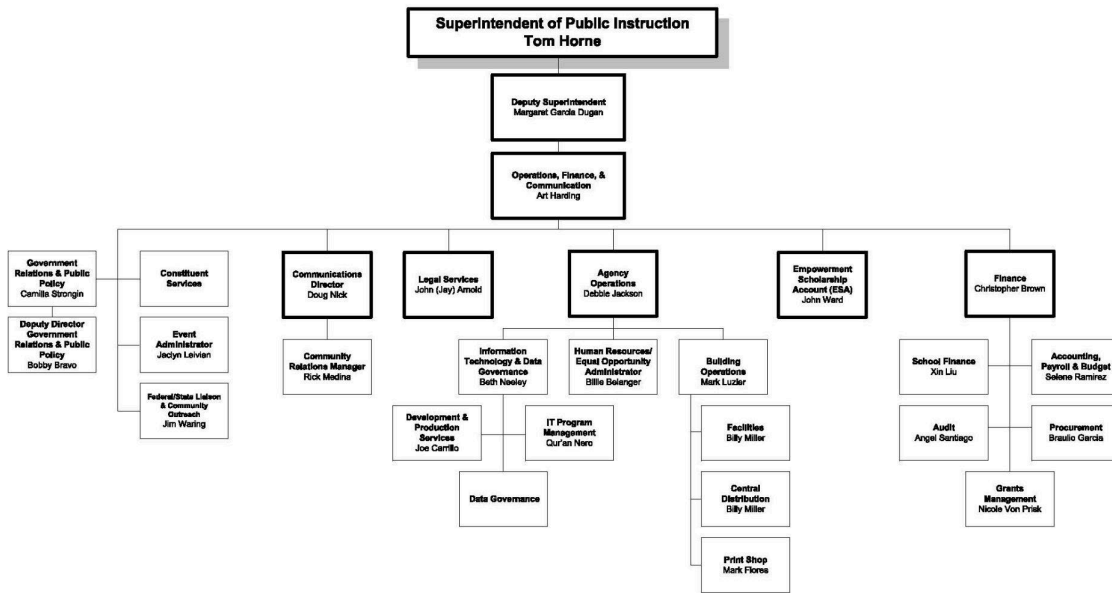 Superintendent of Public Instruction
Tom Horne
Deputy Superintendent
Margaret Garcia Dugan
Operations, Finance, &
Communication
Art Harding
Government
Relations & Public
Policy
Camilla Strongin
Constituent
Services
Communications
Director
Doug Nick
Legal Services
John (Jay) Arnold
Agency
Operations
Debbie Jackson
Empowerment
Scholarship
Account (ESA)
John Ward
Finance
Christopher Brown
Deputy Director
Government
Relations & Public
Policy
Bobby Bravo
Event
Administrator
Jaclyn Leivian
Federal/State Liaison
& Community
Outreach
Jim Waring
Community
Relations Manager
Rick Medina
Information
Technology & Data
Governance
Beth Neeley
Human Resources/
Equal Opportunity
Administrator
Billie Belanger
Building
Operations
Mark Luzier
School Finance
Xin Liu
Accounting,
Payroll & Budget
Selene Ramirez
Development &
Production
Services
Joe Carrillo
IT Program
Management
Qur'an Nero
Facilities
Billy Miller
Audit
Angel Santiago
Procurement
Braulio Garcia
Data Governance
Central
Distribution
Billy Miller
Grants
Management
Nicole Von Prisk
Print Shop
Mark Flores